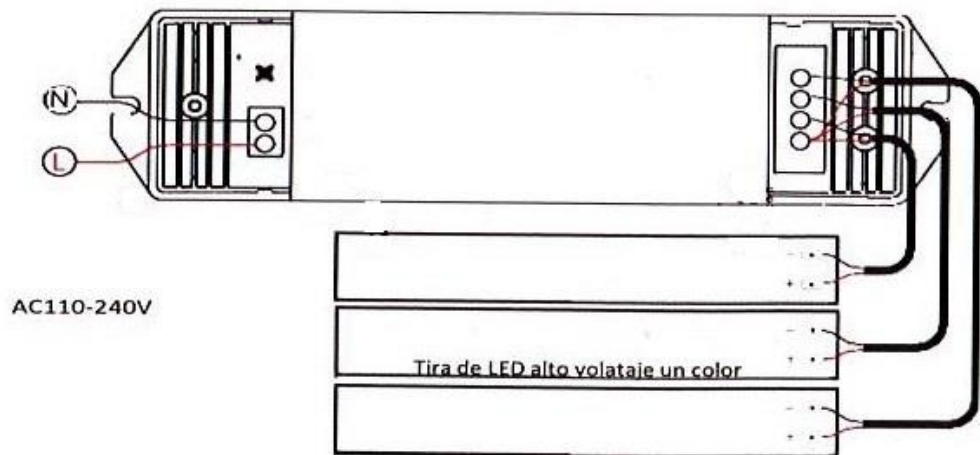 N
L
AC110-240V
- •
+ •
- •
Tira de LED alto volataje un color
+ •
- •
+ •